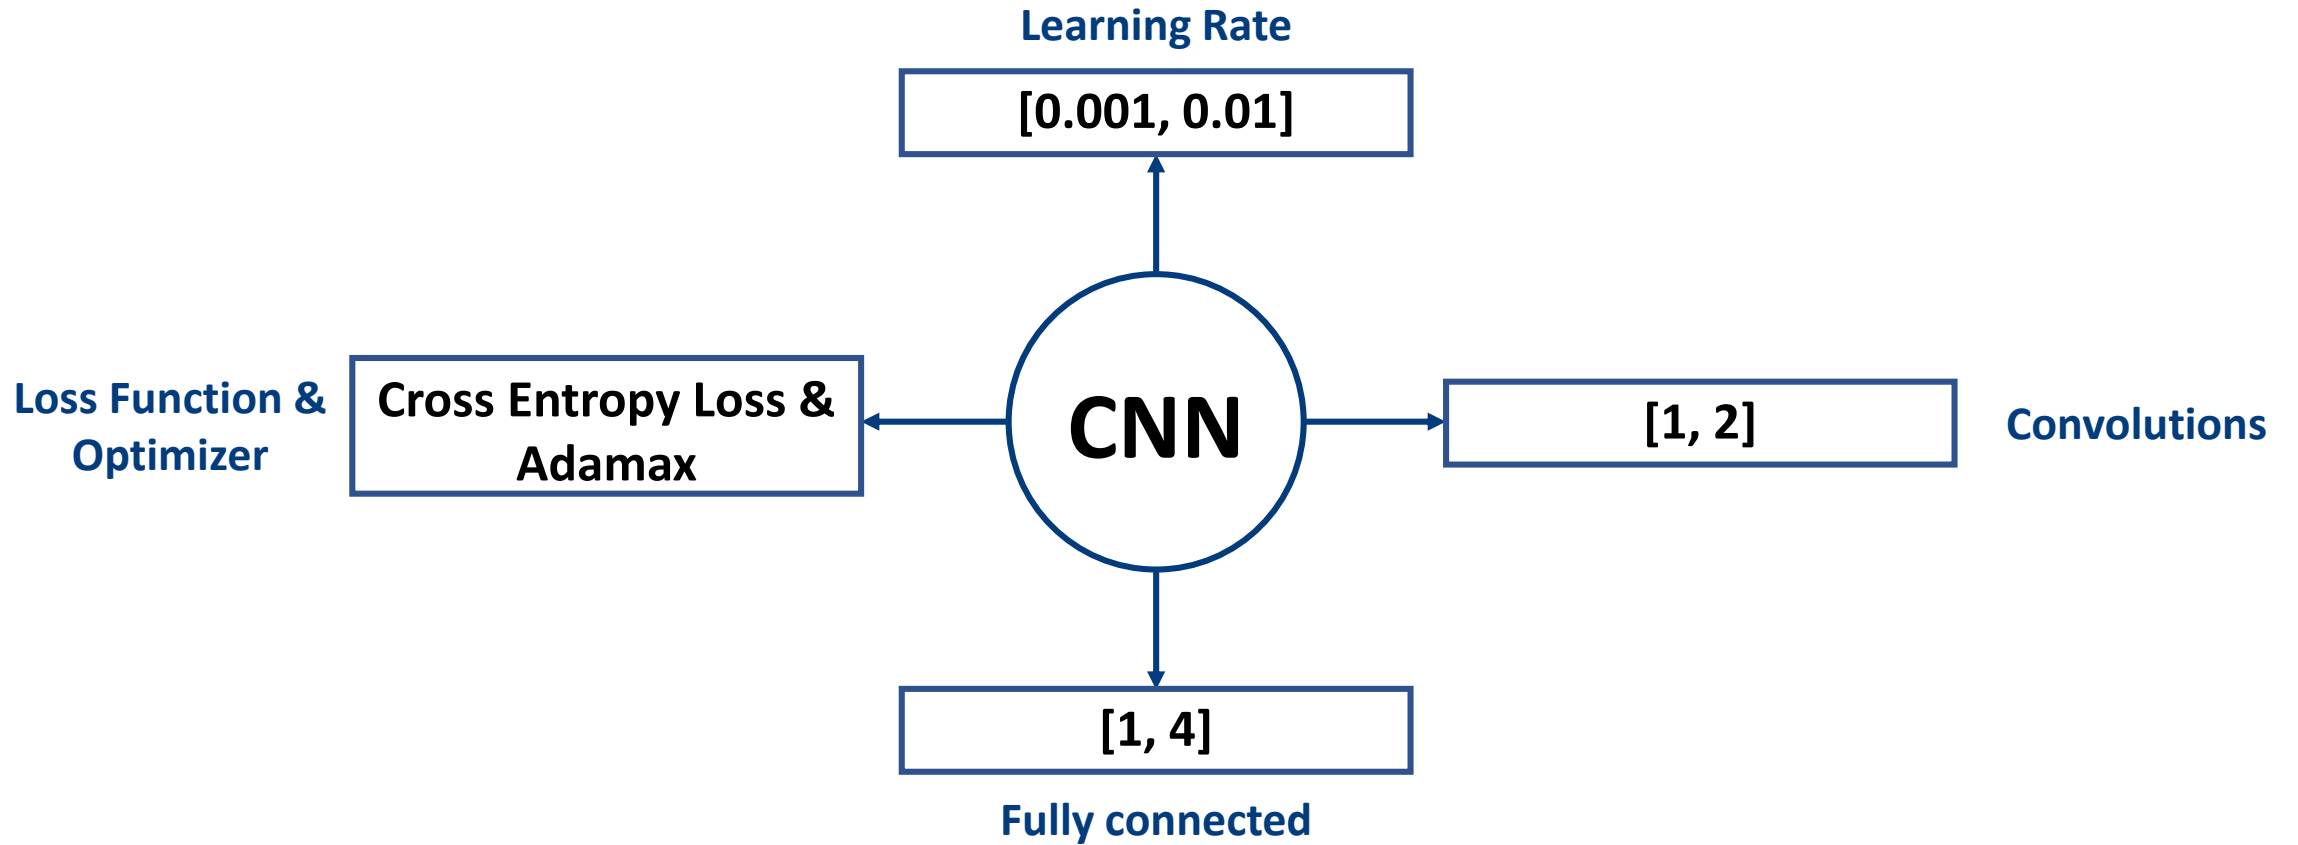 Learning Rate
[0.001, 0.01]
Loss Function &
Optimizer
Cross Entropy Loss &
Adamax
CNN
[1, 2]
Convolutions
[1, 4]
Fully connected